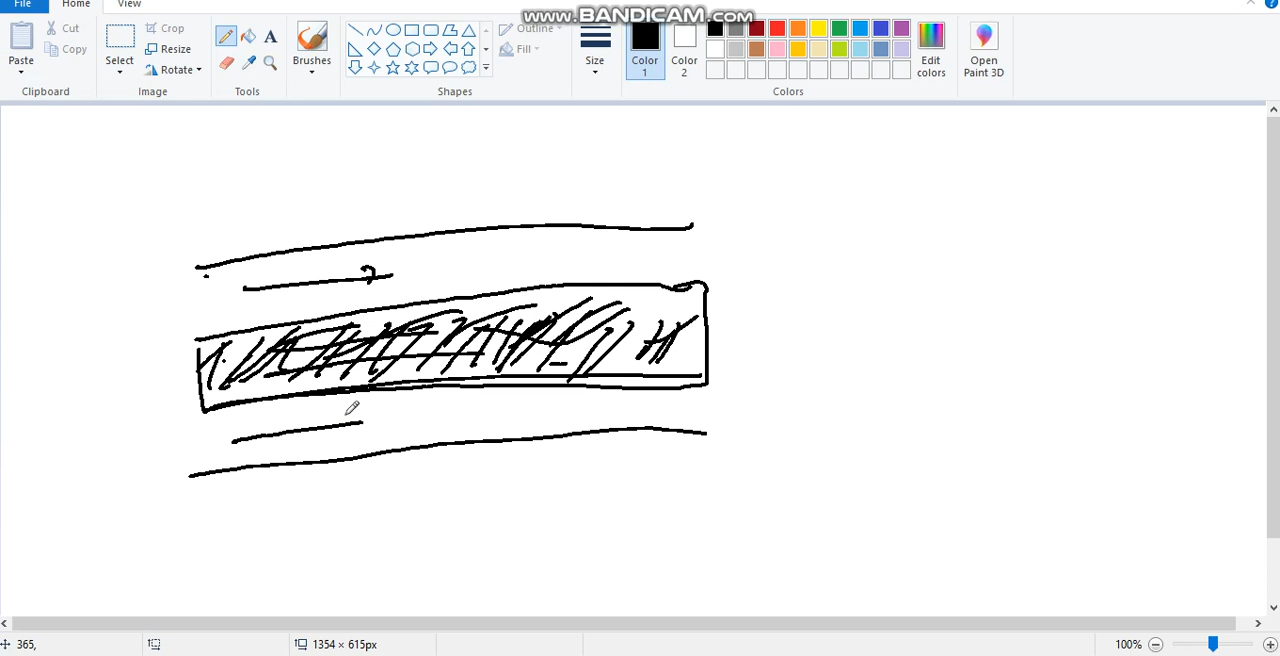 www.BANDICAM.com
File Home View
Cut Crop Outline
Copy Resize Fill
Paste Select Rotate Brushes Size Color 1 Color 2 Edit colors Open Paint 3D
Clipboard Image Tools Shapes Colors
365, 1354 × 615px 100%